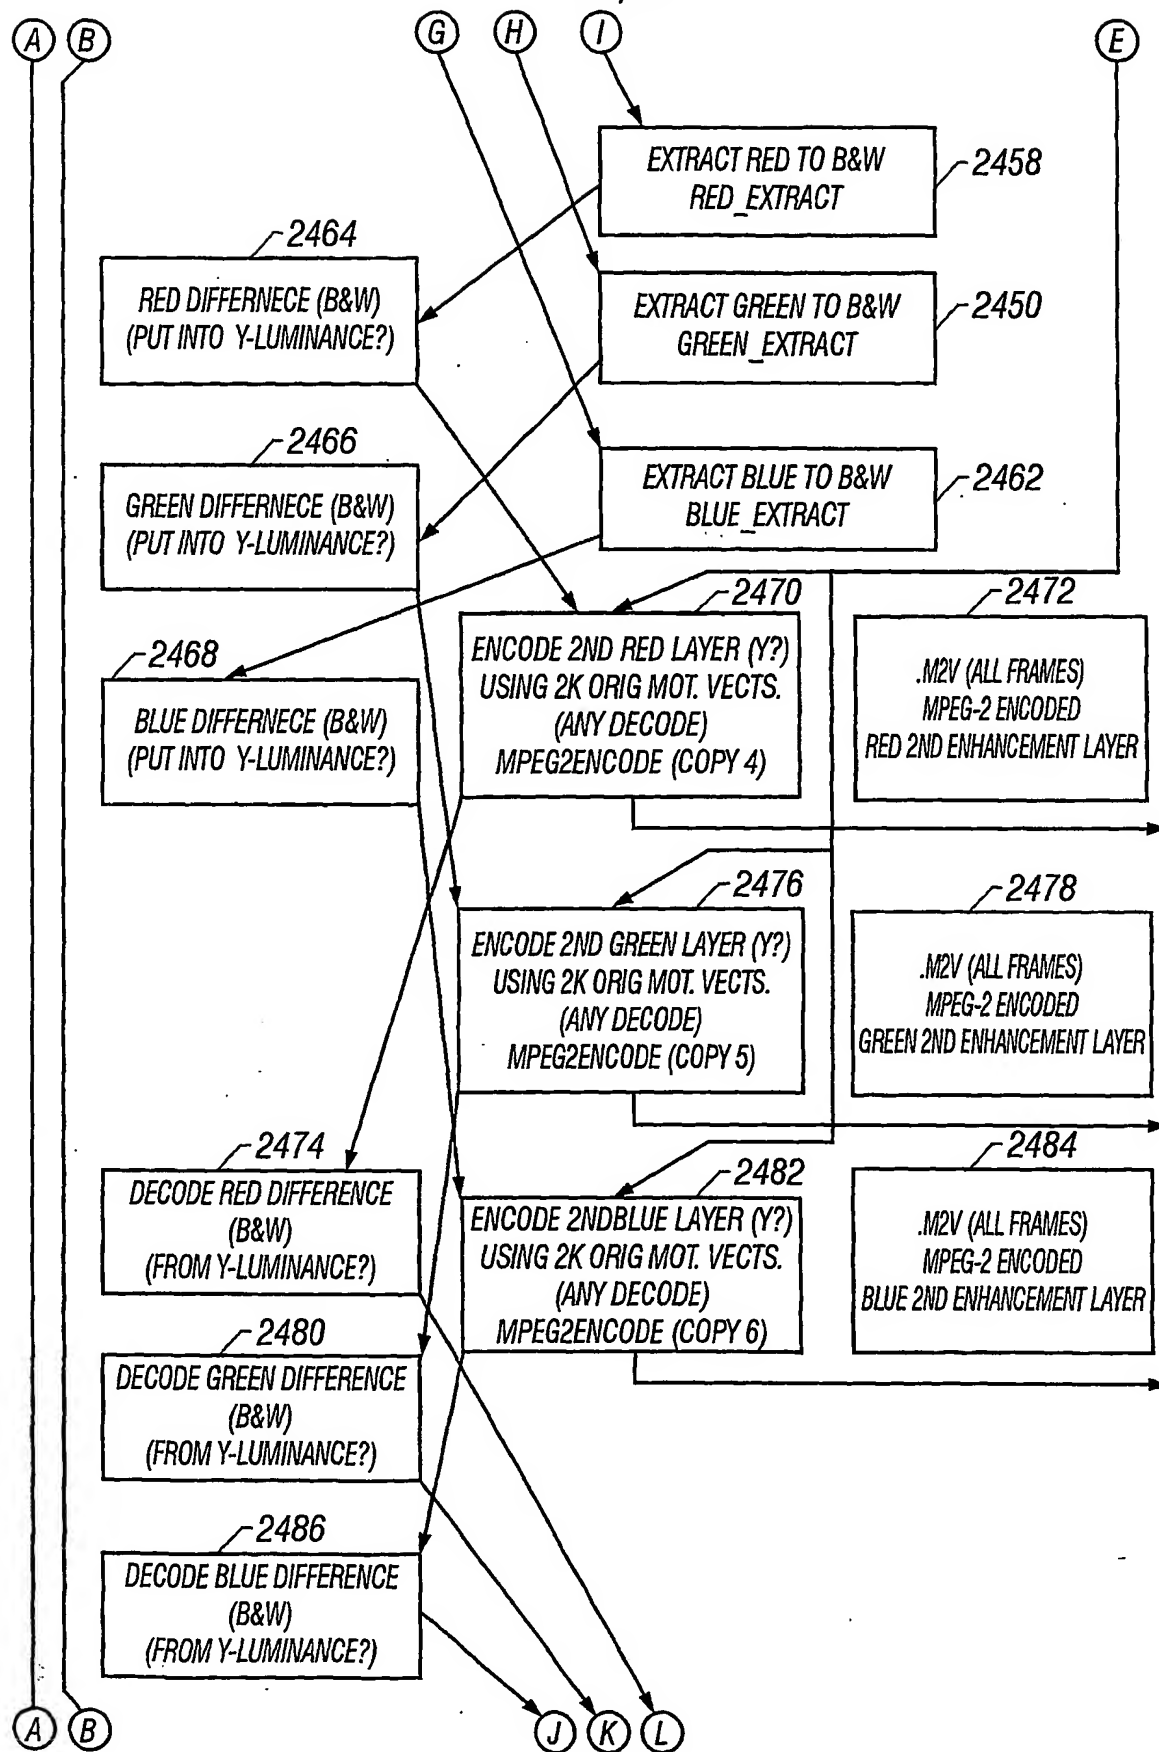 A B G H I E
EXTRACT RED TO B&W
RED_EXTRACT
2458
2464
RED DIFFERNECE (B&W)
(PUT INTO Y-LUMINANCE?)
EXTRACT GREEN TO B&W
GREEN_EXTRACT
2450
2466
GREEN DIFFERNECE (B&W)
(PUT INTO Y-LUMINANCE?)
EXTRACT BLUE TO B&W
BLUE_EXTRACT
2462
2468
BLUE DIFFERNECE (B&W)
(PUT INTO Y-LUMINANCE?)
2470
ENCODE 2ND RED LAYER (Y?)
USING 2K ORIG MOT. VECTS.
(ANY DECODE)
MPEG2ENCODE (COPY 4)
2472
.M2V (ALL FRAMES)
MPEG-2 ENCODED
RED 2ND ENHANCEMENT LAYER
2476
ENCODE 2ND GREEN LAYER (Y?)
USING 2K ORIG MOT. VECTS.
(ANY DECODE)
MPEG2ENCODE (COPY 5)
2478
.M2V (ALL FRAMES)
MPEG-2 ENCODED
GREEN 2ND ENHANCEMENT LAYER
2474
DECODE RED DIFFERENCE
(B&W)
(FROM Y-LUMINANCE?)
2482
ENCODE 2NDBLUE LAYER (Y?)
USING 2K ORIG MOT. VECTS.
(ANY DECODE)
MPEG2ENCODE (COPY 6)
2484
.M2V (ALL FRAMES)
MPEG-2 ENCODED
BLUE 2ND ENHANCEMENT LAYER
2480
DECODE GREEN DIFFERENCE
(B&W)
(FROM Y-LUMINANCE?)
2486
DECODE BLUE DIFFERENCE
(B&W)
(FROM Y-LUMINANCE?)
A B J K L